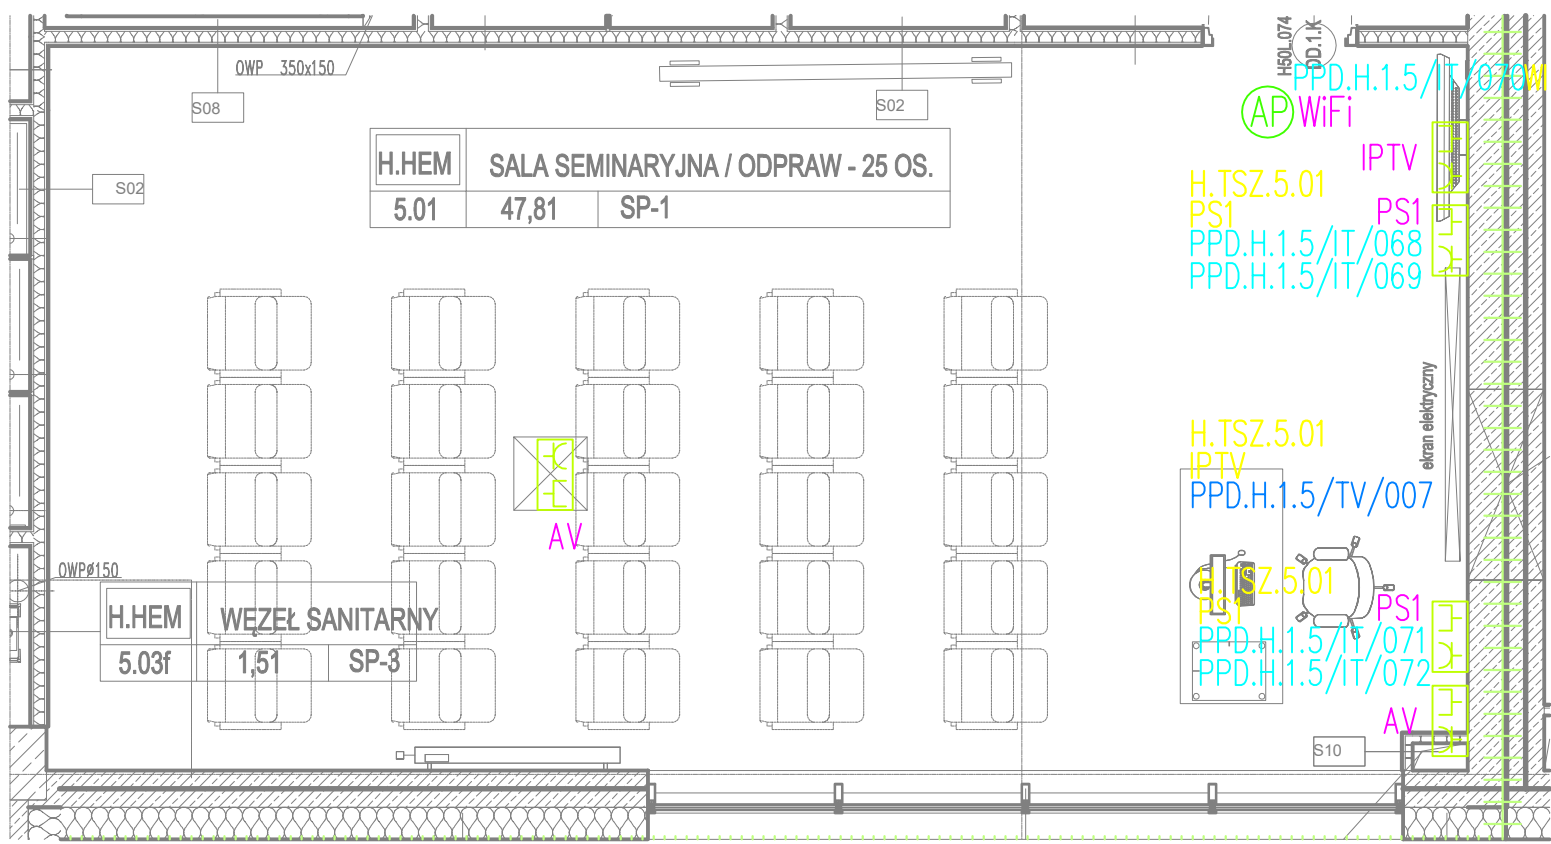 OWP 350x150
S08
S02
H50L.074
DD.1.K
PPD.H.1.5/IT/070
AP WiFi
IPTV
H.HEM SALA SEMINARYJNA / ODPRAW - 25 OS.
5.01 47,81 SP-1
S02
H.TSZ.5.01
PS1
PS1
PPD.H.1.5/IT/068
PPD.H.1.5/IT/069
ekran elektryczny
H.TSZ.5.01
IPTV
PPD.H.1.5/TV/007
AV
OWPø150
H.HEM WĘZEŁ SANITARNY
5.03f 1,51 SP-3
H.TSZ.5.01
PS1
PS1
PPD.H.1.5/IT/071
PPD.H.1.5/IT/072
AV
S10